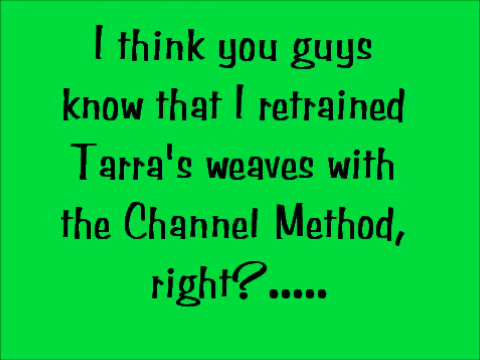 I think you guys
know that I retrained
Tarra's weaves with
the Channel Method,
right?.....